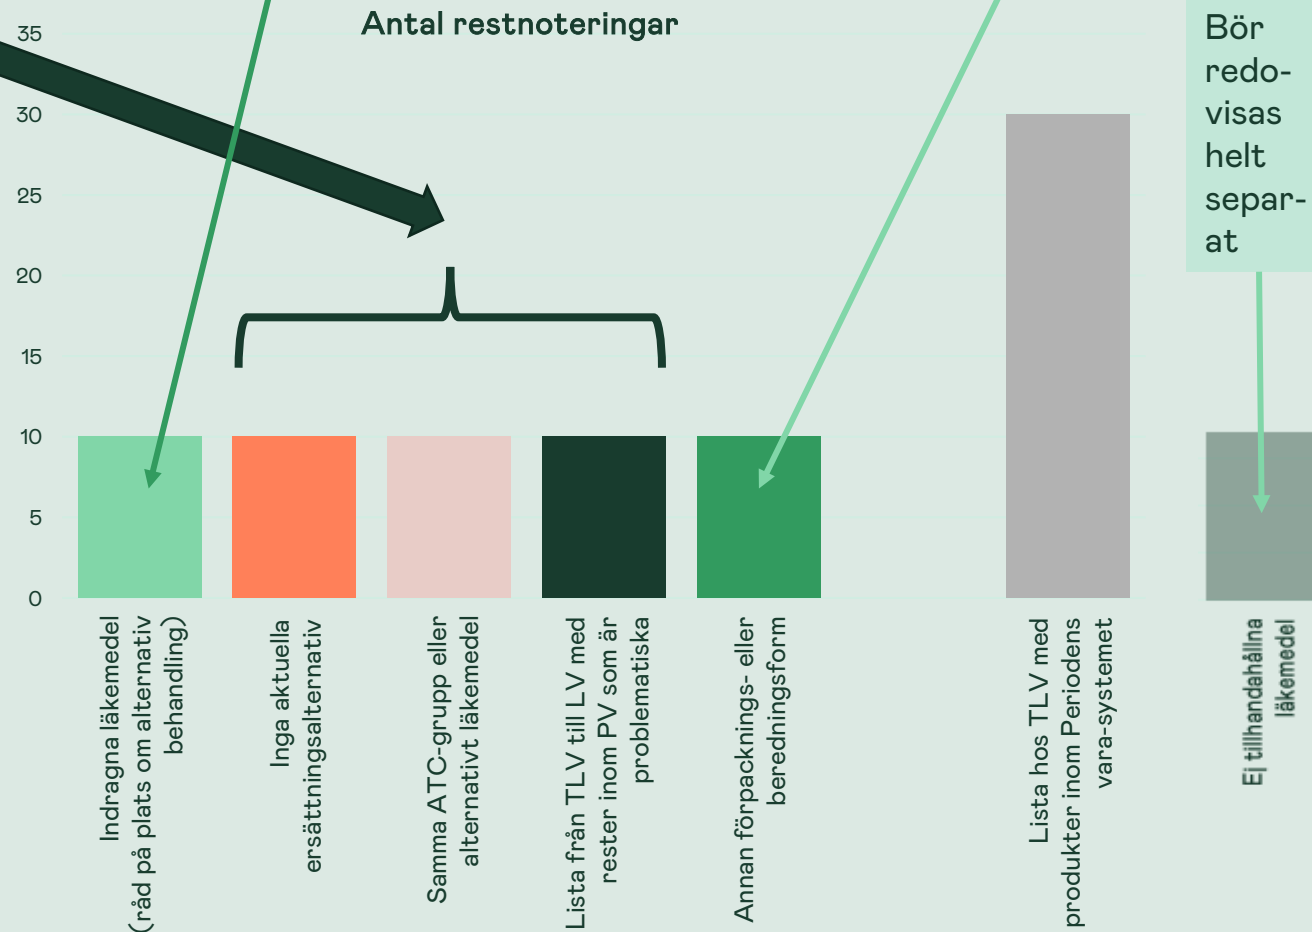 Antal restnoteringar
35
30
25
20
15
10
5
0
Bör
redo-
visas
helt
separ-
at
Indragna läkemedel
(råd på plats om alternativ
behandling)
Inga aktuella
ersättningsalternativ
Samma ATC-grupp eller
alternativt läkemedel
Lista från TLV till LV med
rester inom PV som är
problematiska
Annan förpacknings- eller
beredningsform
Lista hos TLV med
produkter inom Periodens
vara-systemet
Ej tillhandahållna
läkemedel